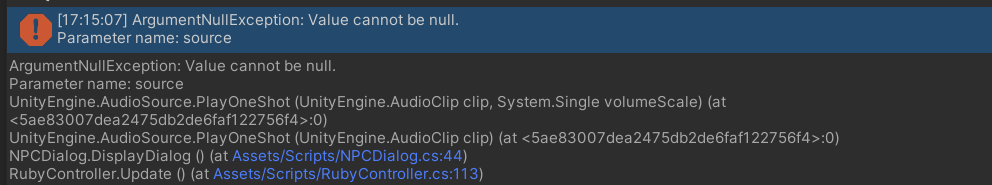 [17:15:07] ArgumentNullException: Value cannot be null.
Parameter name: source
ArgumentNullException: Value cannot be null.
Parameter name: source
UnityEngine.AudioSource.PlayOneShot (UnityEngine.AudioClip clip, System.Single volumeScale) (at
<5ae83007dea2475db2de6faf122756f4>:0)
UnityEngine.AudioSource.PlayOneShot (UnityEngine.AudioClip clip) (at <5ae83007dea2475db2de6faf122756f4>:0)
NPCDialog.DisplayDialog () (at Assets/Scripts/NPCDialog.cs:44)
RubyController.Update () (at Assets/Scripts/RubyController.cs:113)